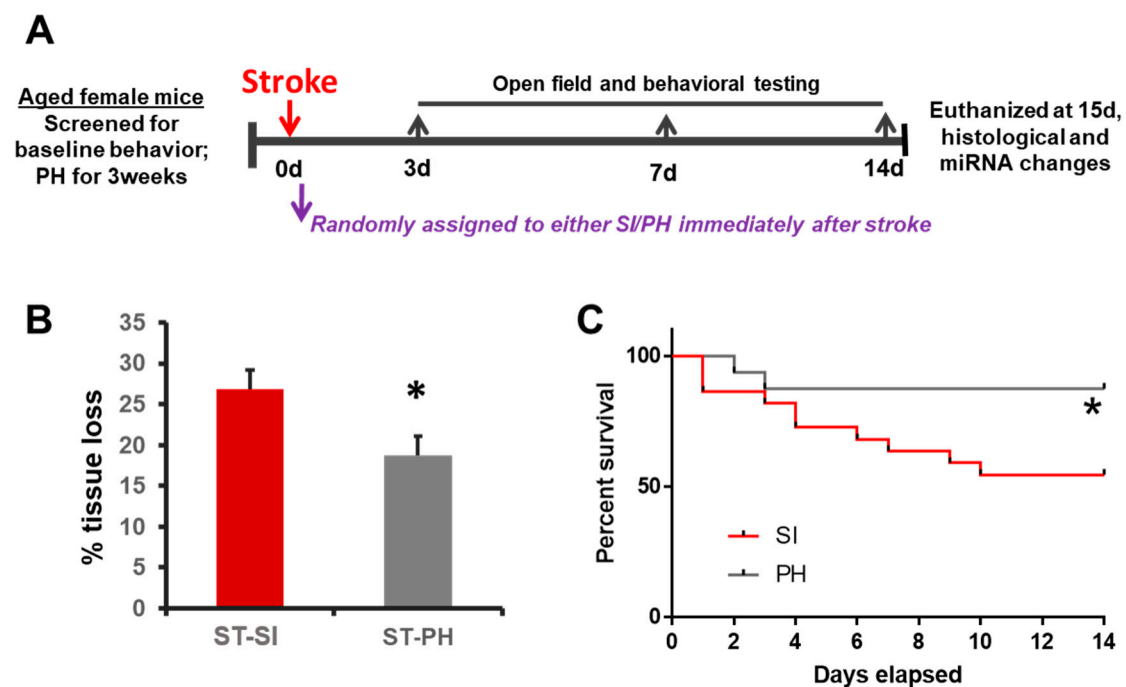 A
Aged female mice
Screened for
baseline behavior;
PH for 3weeks
Stroke
Open field and behavioral testing
0d
3d
7d
14d
Randomly assigned to either SI/PH immediately after stroke
Euthanized at 15d,
histological and
miRNA changes
B
% tissue loss
35
30
25
20
15
10
5
0
*
ST-SI
ST-PH
C
Percent survival
100
50
0
*
SI
PH
0 2 4 6 8 10 12 14
Days elapsed